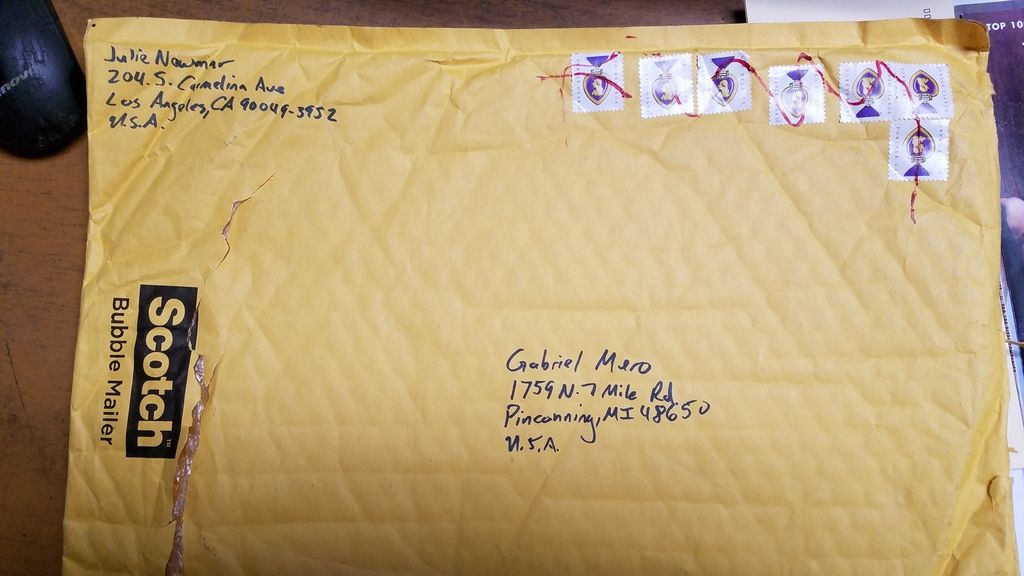 Julie Newmar
204 S. Carmelina Ave
Los Angeles, CA 90049-3952
U.S.A.
TOP 10
Scotch™
Bubble Mailer
Gabriel Mero
1759 N. 7 Mile Rd
Pinconning, MI 48650
U.S.A.